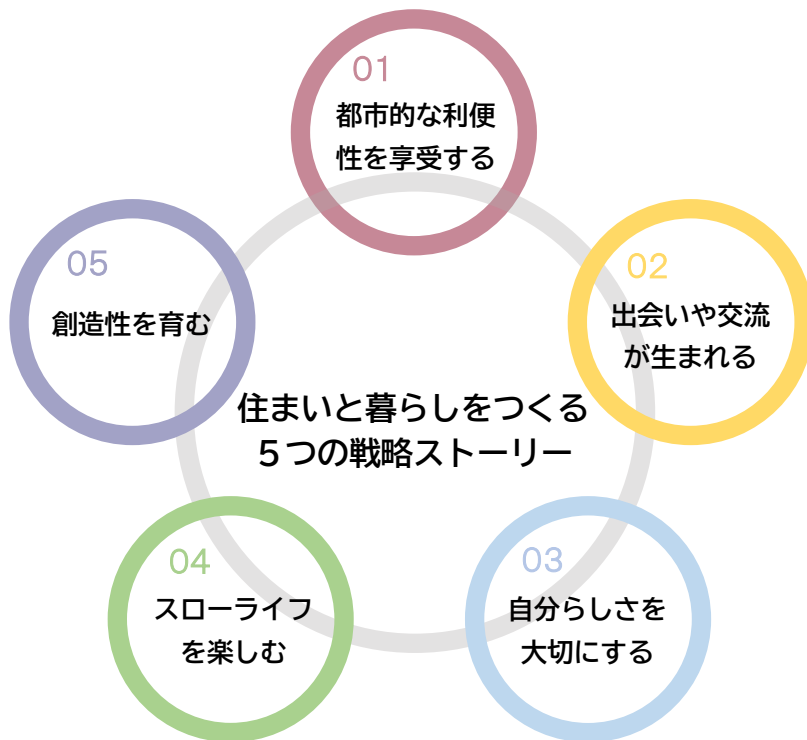 01
都市的な利便
性を享受する
02
出会いや交流
が生まれる
03
自分らしさを
大切にする
04
スローライフ
を楽しむ
05
創造性を育む
住まいと暮らしをつくる
５つの戦略ストーリー